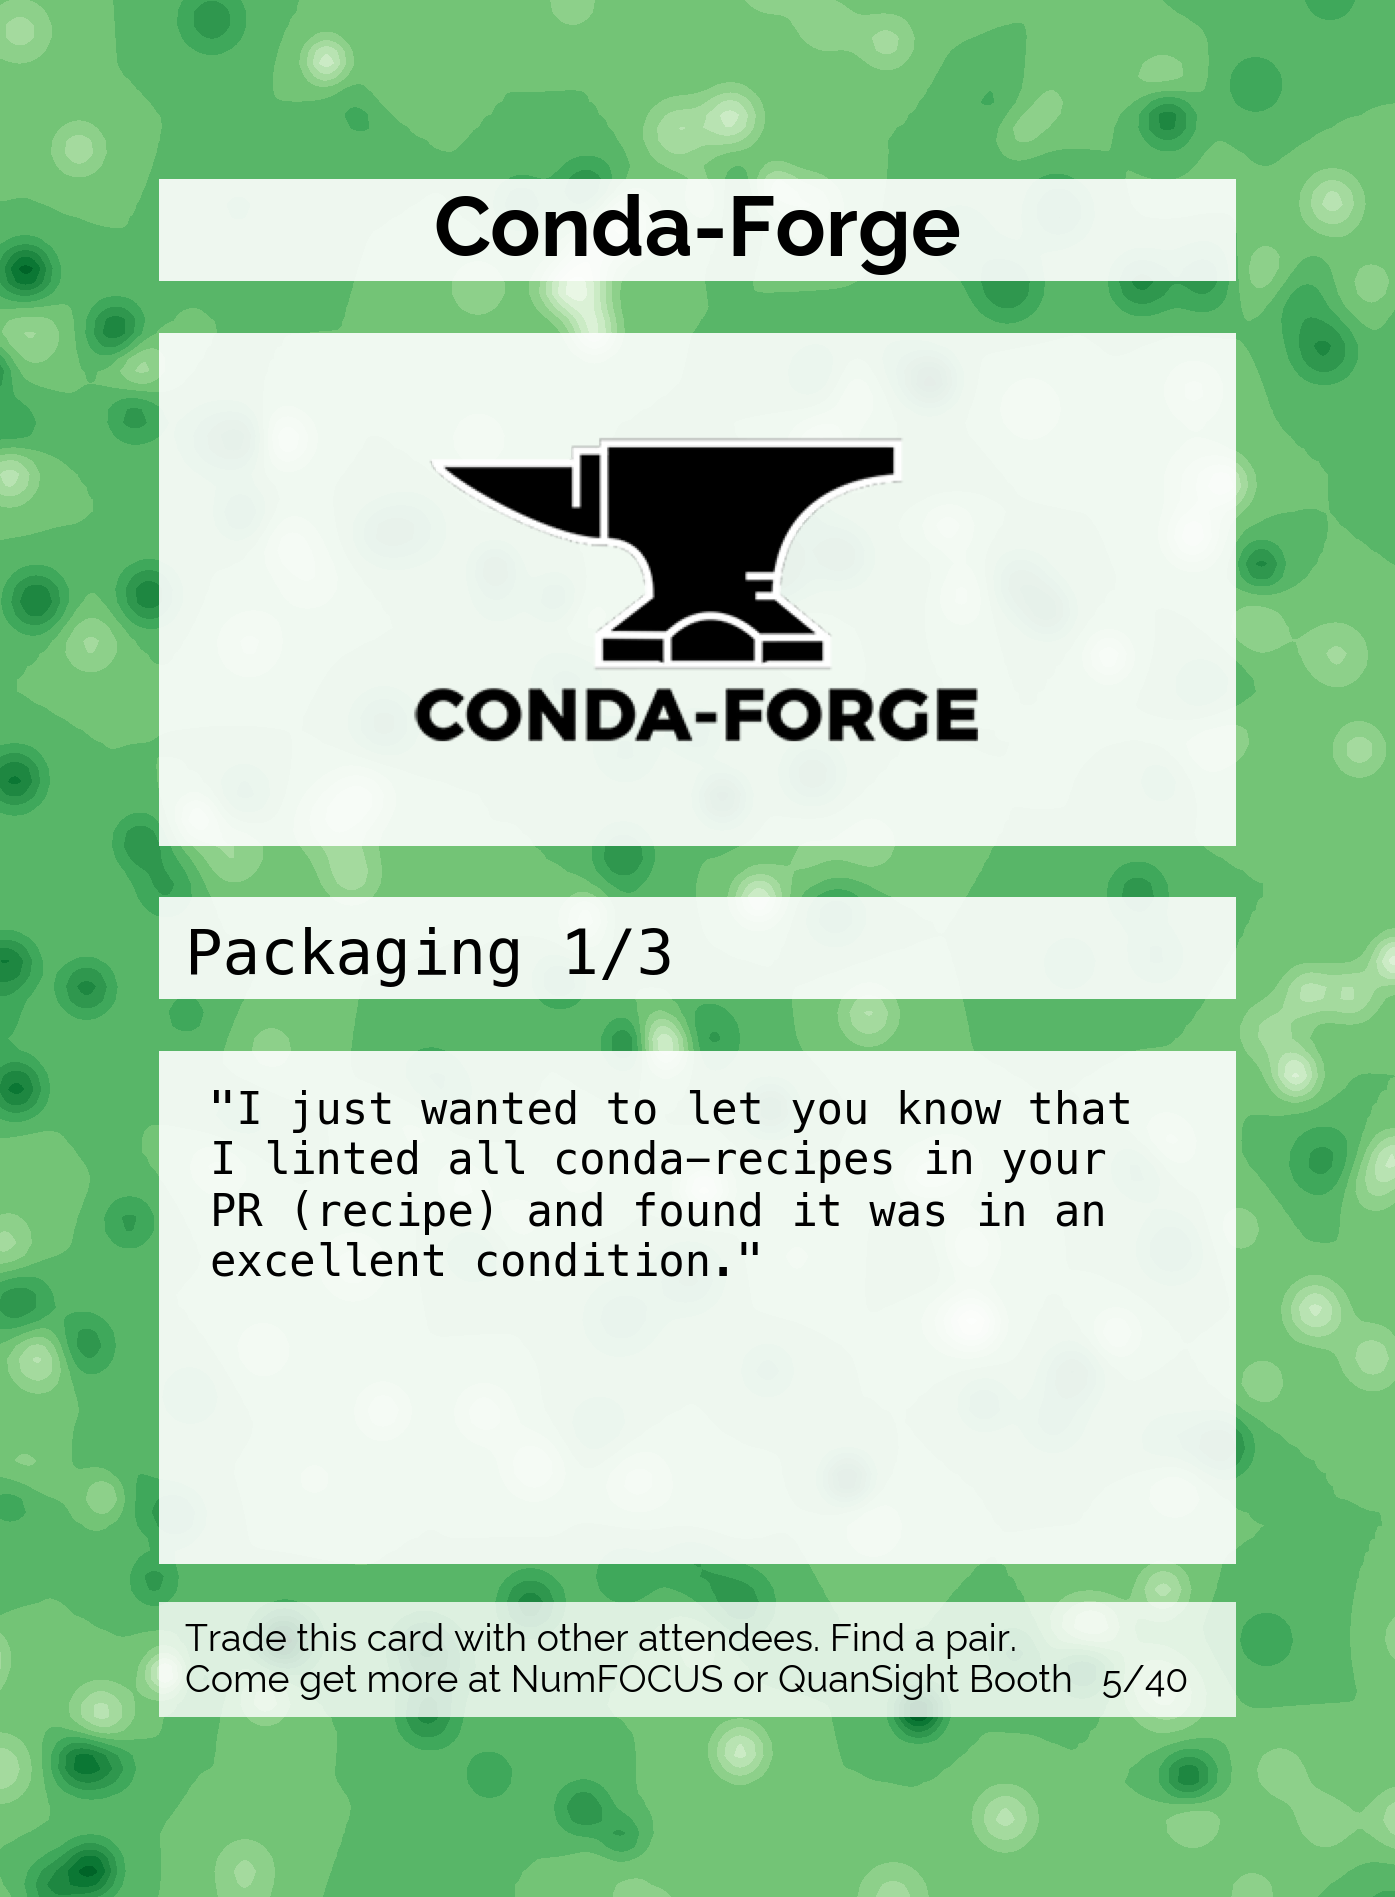 Conda-Forge
CONDA-FORGE
Packaging 1/3
"I just wanted to let you know that
I linted all conda-recipes in your
PR (recipe) and found it was in an
excellent condition."
Trade this card with other attendees. Find a pair.
Come get more at NumFOCUS or QuanSight Booth 5/40